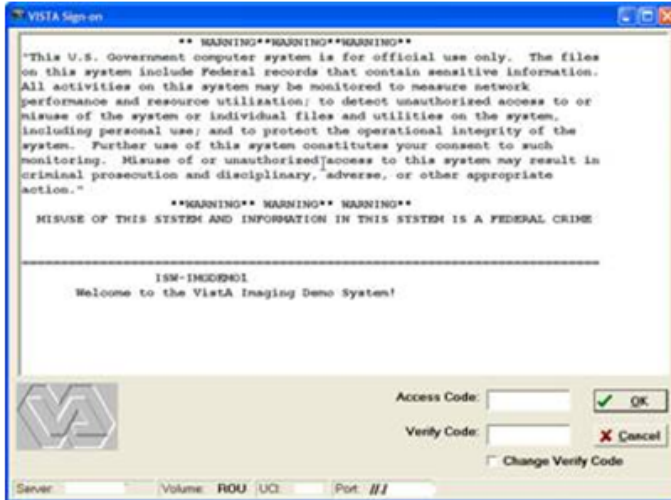 VISTA Sign-on
** WARNING**WARNING**WARNING**
"This U.S. Government computer system is for official use only. The files
on this system include Federal records that contain sensitive information.
All activities on this system may be monitored to measure network
performance and resource utilization; to detect unauthorized access to or
misuse of the system or individual files and utilities on the system,
including personal use; and to protect the operational integrity of the
system. Further use of this system constitutes your consent to such
monitoring. Misuse of or unauthorized access to this system may result in
criminal prosecution and disciplinary, adverse, or other appropriate
action."
**WARNING** WARNING** WARNING**
MISUSE OF THIS SYSTEM AND INFORMATION IN THIS SYSTEM IS A FEDERAL CRIME
ISW-IMGDEMO1
Welcome to the VistA Imaging Demo System!
Access Code:
OK
Verify Code:
Cancel
Change Verify Code
Server: Volume: ROU UCI: Port: